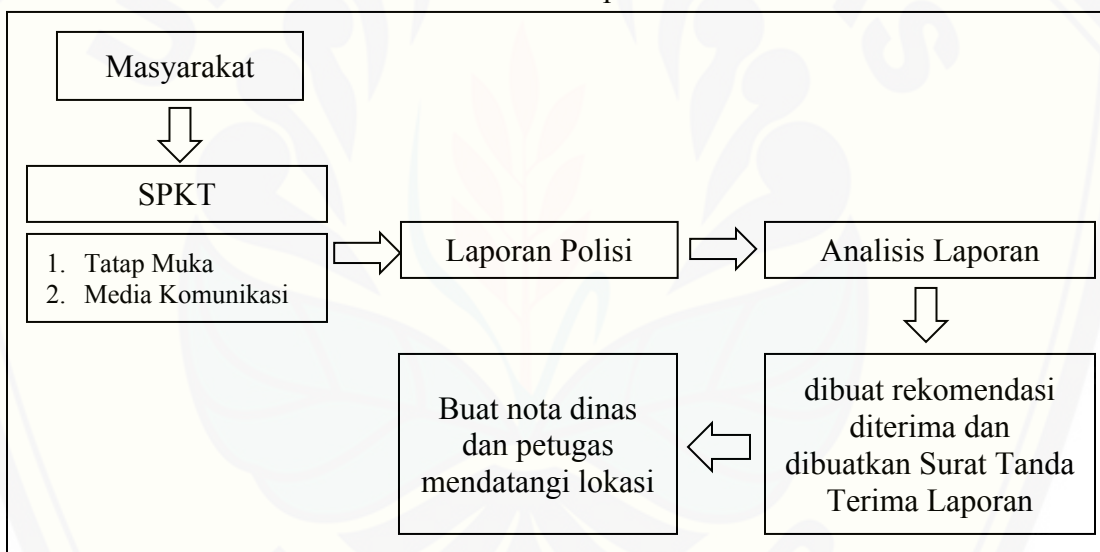 Masyarakat
SPKT
1. Tatap Muka
2. Media Komunikasi
Laporan Polisi
Analisis Laporan
dibuat rekomendasi
diterima dan
dibuatkan Surat Tanda
Terima Laporan
Buat nota dinas
dan petugas
mendatangi lokasi